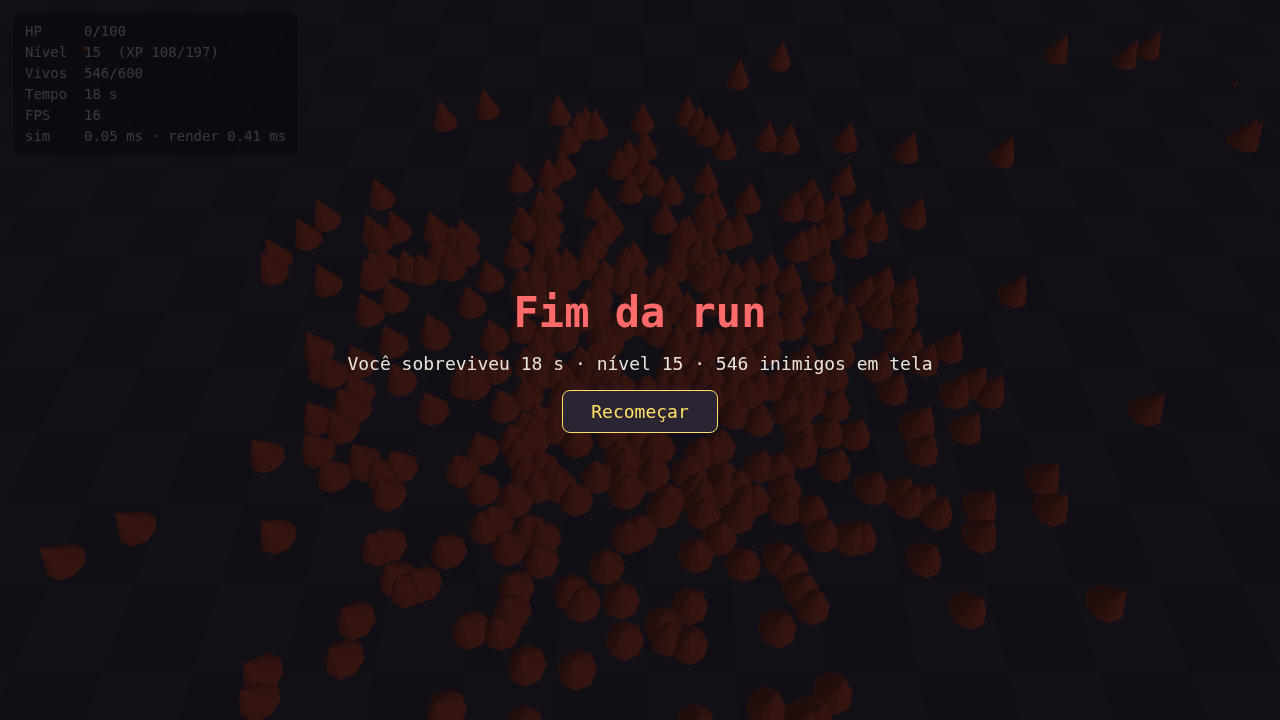 HP 0/100
Nível 15 (XP 108/197)
Vivos 546/600
Tempo 18 s
FPS 16
sim 0.05 ms · render 0.41 ms
Fim da run
Você sobreviveu 18 s · nível 15 · 546 inimigos em tela
Recomeçar